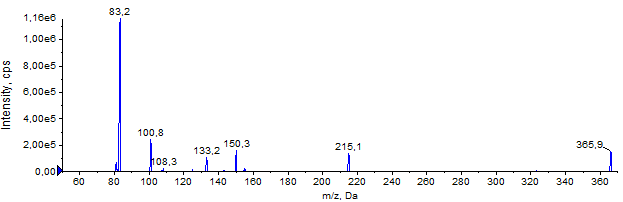 1,16e6
83,2
1,00e6
8,00e5
6,00e5
4,00e5
2,00e5
0,00
Intensity, cps
100,8
108,3
133,2
150,3
215,1
365,9
60 80 100 120 140 160 180 200 220 240 260 280 300 320 340 360
m/z, Da